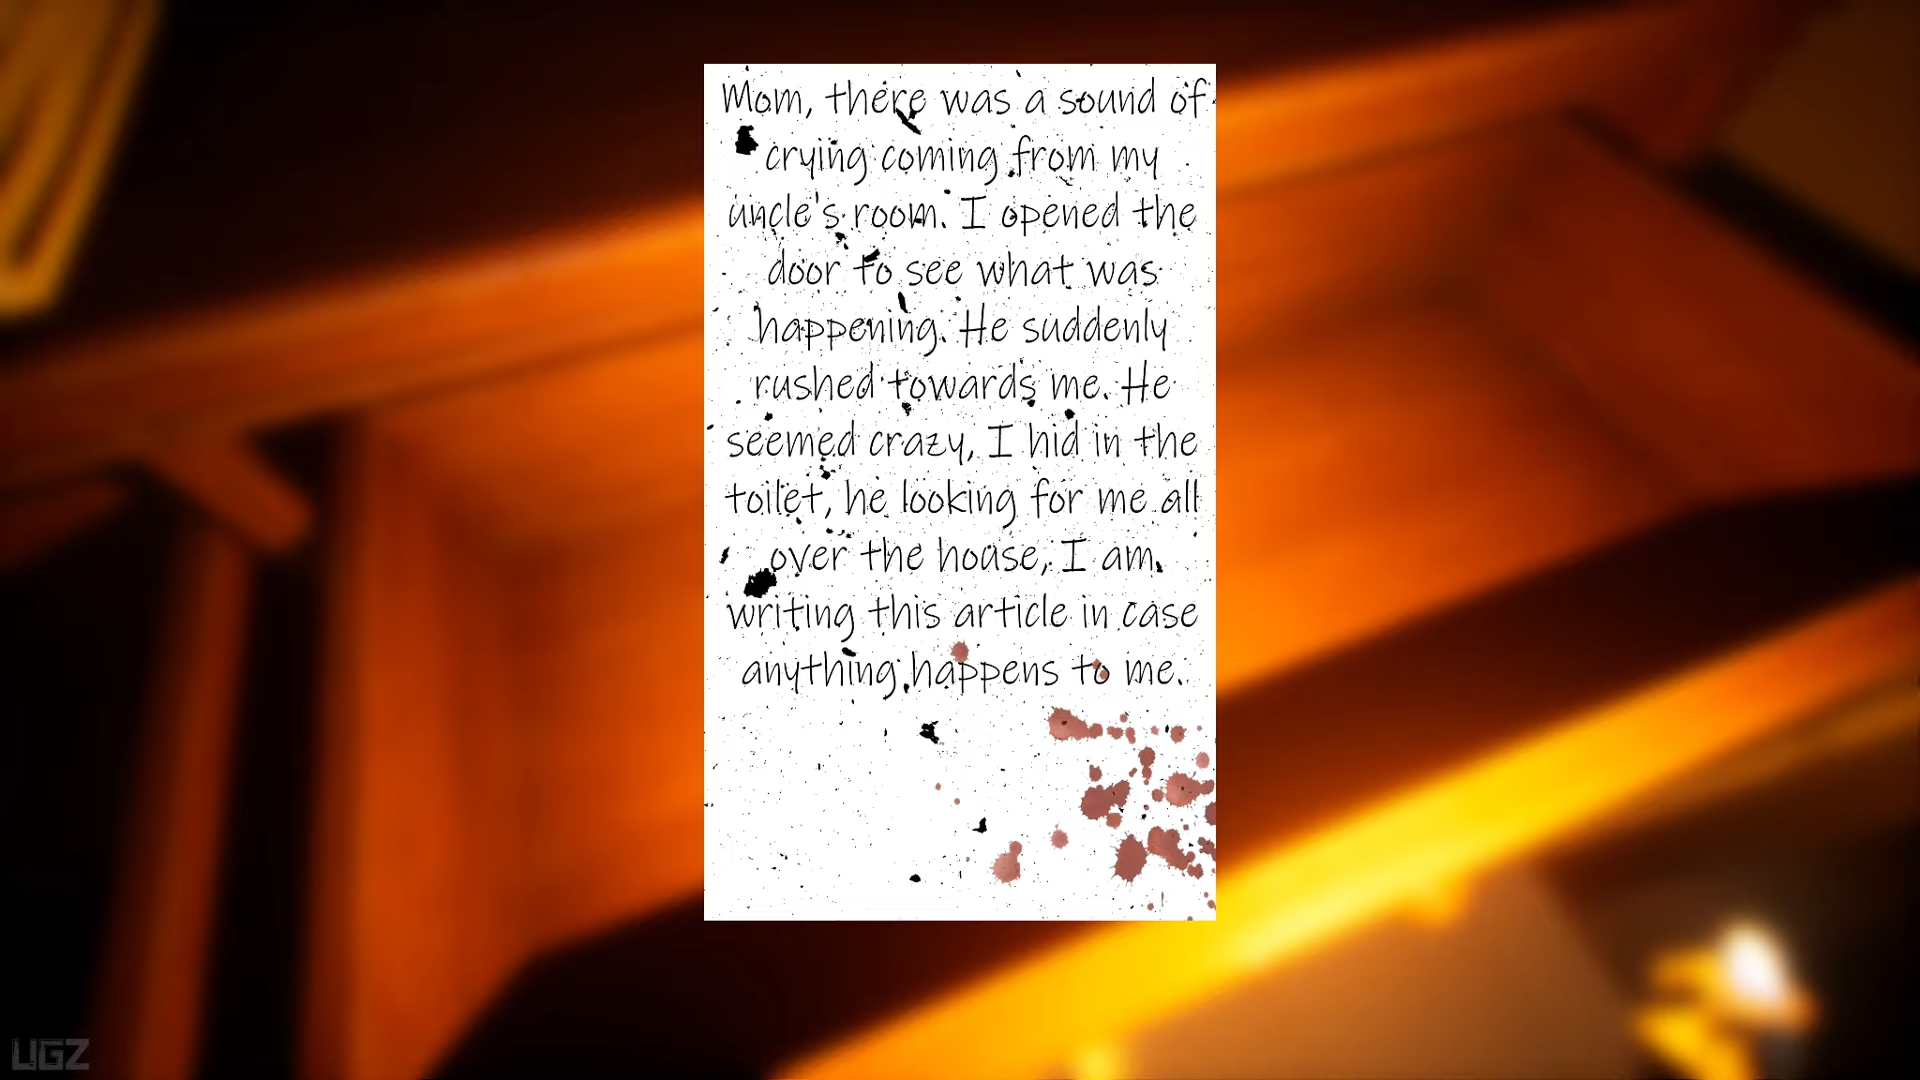 Mom, there was a sound of
crying coming from my
uncle's room. I opened the
door to see what was
happening. He suddenly
rushed towards me. He
seemed crazy, I hid in the
toilet, he looking for me all
over the house, I am
writing this article in case
anything happens to me.
UGZ